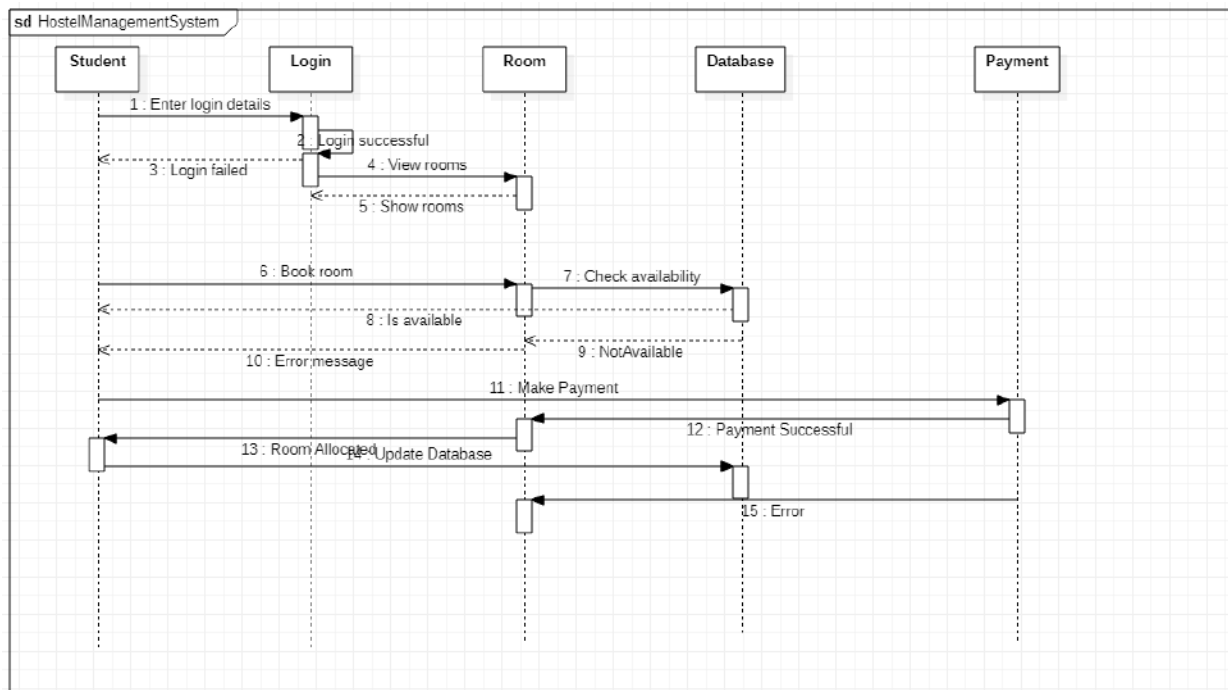 sd HostelManagementSystem
Student
Login
Room
Database
Payment
1 : Enter login details
2 : Login successful
3 : Login failed
4 : View rooms
5 : Show rooms
6 : Book room
7 : Check availability
8 : Is available
9 : NotAvailable
10 : Error message
11 : Make Payment
12 : Payment Successful
13 : Room Allocated
14 : Update Database
15 : Error